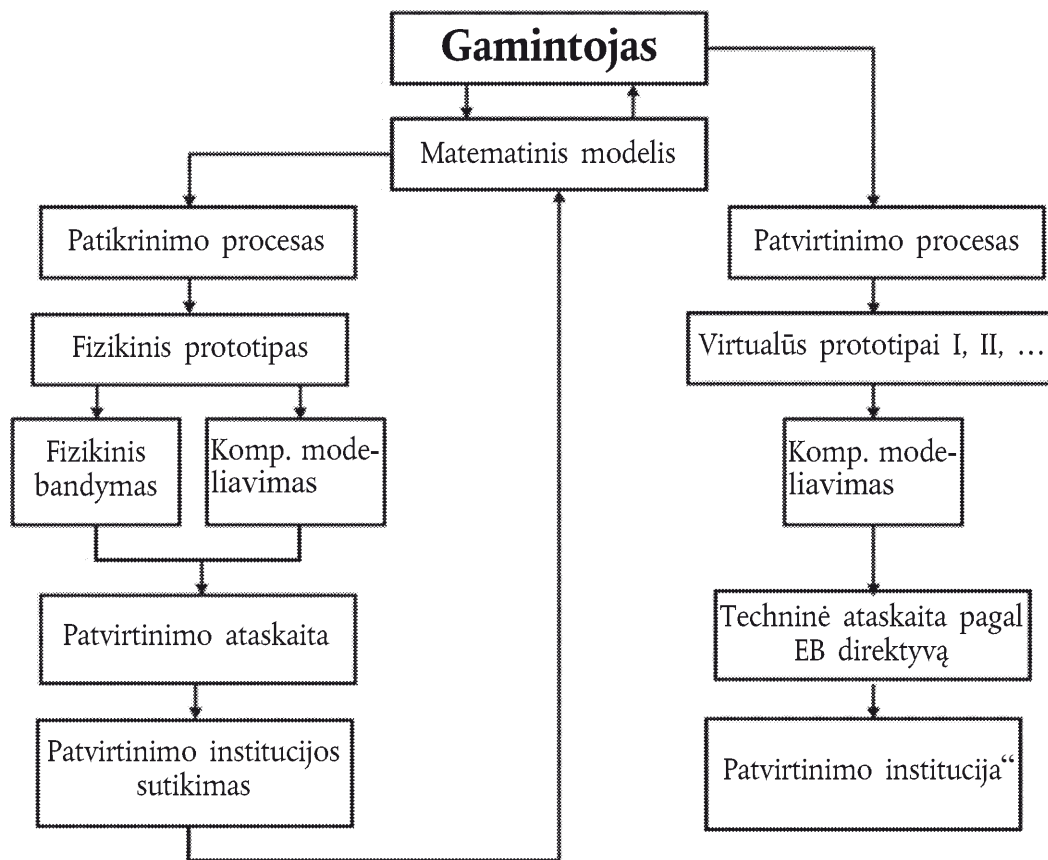 Gamintojas
Matematinis modelis
Patikrinimo procesas
Fizikinis prototipas
Fizikinis
bandymas
Komp. mode-
liavimas
Patvirtinimo ataskaita
Patvirtinimo institucijos
sutikimas
Patvirtinimo procesas
Virtualūs prototipai I, II, …
Komp. mode-
liavimas
Techninė ataskaita pagal
EB direktyvą
Patvirtinimo institucija“